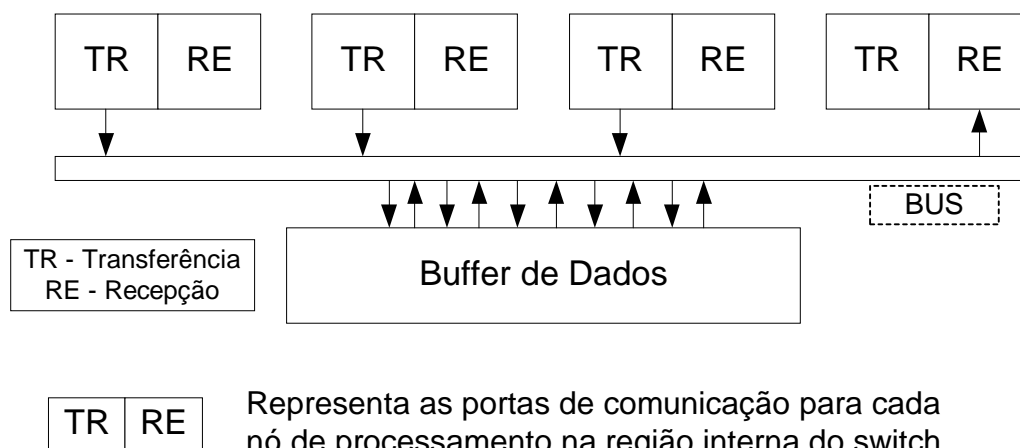 TR RE TR RE TR RE TR RE
BUS
TR - Transferência
RE - Recepção
Buffer de Dados
TR RE
Representa as portas de comunicação para cada
nó de processamento na região interna do switch